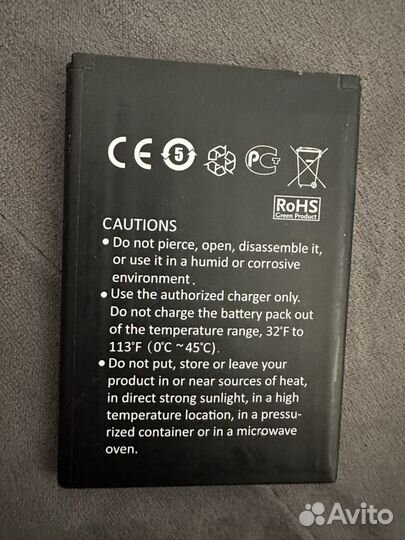 CE 5 PCT
RoHS
Green Product
CAUTIONS
• Do not pierce, open, disassemble it,
or use it in a humid or corrosive
environment.
• Use the authorized charger only.
Do not charge the battery pack out
of the temperature range, 32°F to
113°F (0°C ~45°C).
• Do not put, store or leave your
product in or near sources of heat,
in direct strong sunlight, in a high
temperature location, in a pressu-
rized container or in a microwave
oven.
Avito